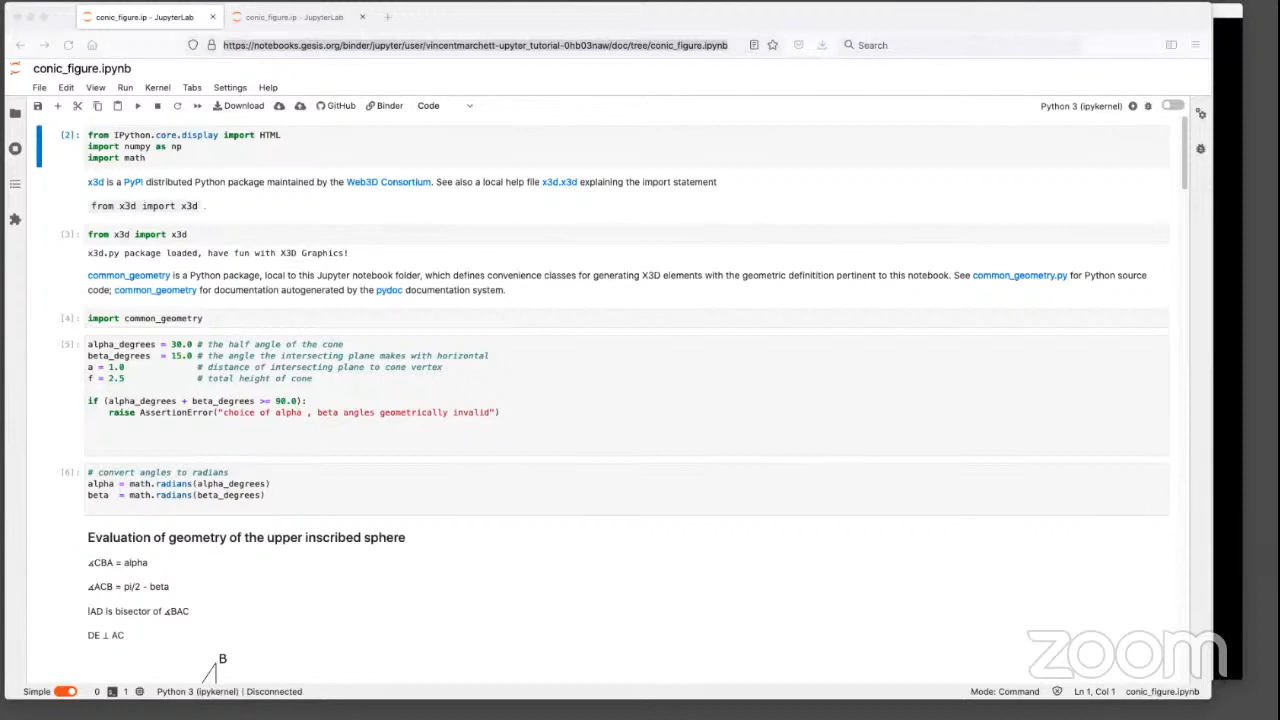 conic_figure.ip - JupyterLab
conic_figure.ip - JupyterLab
https://notebooks.gesis.org/binder/jupyter/user/vincentmarchett-upyter_tutorial-0hb03naw/doc/tree/conic_figure.ipynb
Search
conic_figure.ipynb
File Edit View Run Kernel Tabs Settings Help
Download GitHub Binder Code Python 3 (ipykernel)
[2]: from IPython.core.display import HTML
import numpy as np
import math
x3d is a PyPI distributed Python package maintained by the Web3D Consortium. See also a local help file x3d.x3d explaining the import statement
from x3d import x3d .
[3]: from x3d import x3d
x3d.py package loaded, have fun with X3D Graphics!
common_geometry is a Python package, local to this Jupyter notebook folder, which defines convenience classes for generating X3D elements with the geometric definitition pertinent to this notebook. See common_geometry.py for Python source
code; common_geometry for documentation autogenerated by the pydoc documentation system.
[4]: import common_geometry
[5]: alpha_degrees = 30.0 # the half angle of the cone
beta_degrees = 15.0 # the angle the intersecting plane makes with horizontal
a = 1.0 # distance of intersecting plane to cone vertex
f = 2.5 # total height of cone
if (alpha_degrees + beta_degrees >= 90.0):
raise AssertionError("choice of alpha , beta angles geometrically invalid")
[6]: # convert angles to radians
alpha = math.radians(alpha_degrees)
beta = math.radians(beta_degrees)
Evaluation of geometry of the upper inscribed sphere
∡CBA = alpha
∡ACB = pi/2 - beta
lAD is bisector of ∡BAC
DE ⊥ AC
B
zoom
Simple 0 1 Python 3 (ipykernel) | Disconnected Mode: Command Ln 1, Col 1 conic_figure.ipynb